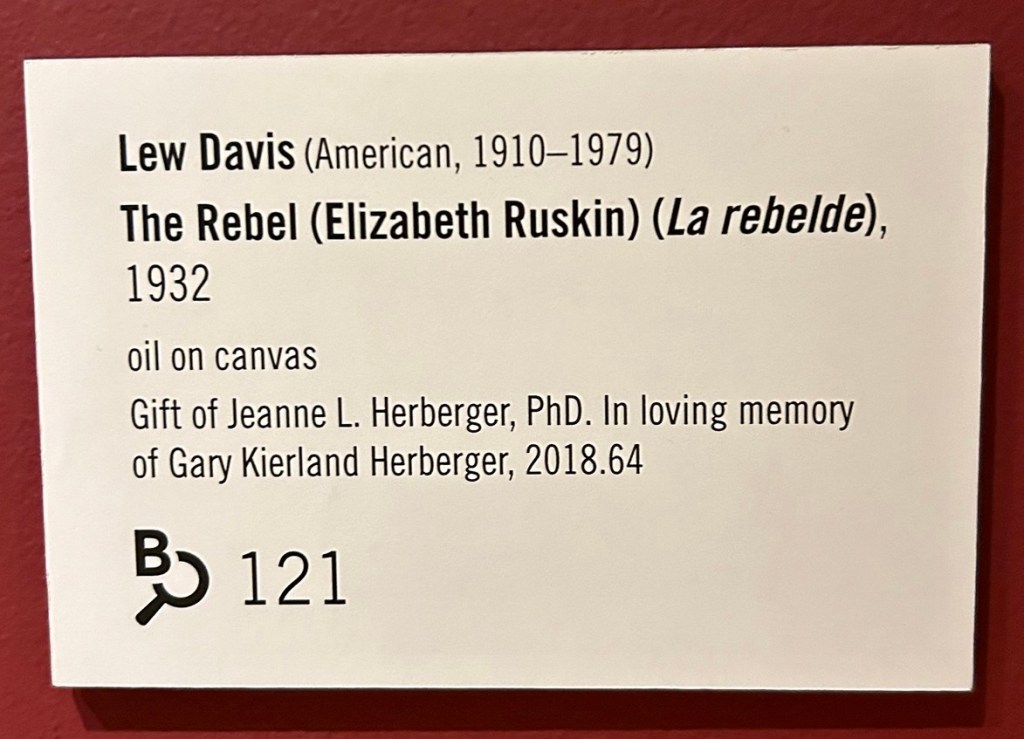 Lew Davis (American, 1910–1979)
The Rebel (Elizabeth Ruskin) (La rebelde),
1932
oil on canvas
Gift of Jeanne L. Herberger, PhD. In loving memory
of Gary Kierland Herberger, 2018.64
B 121